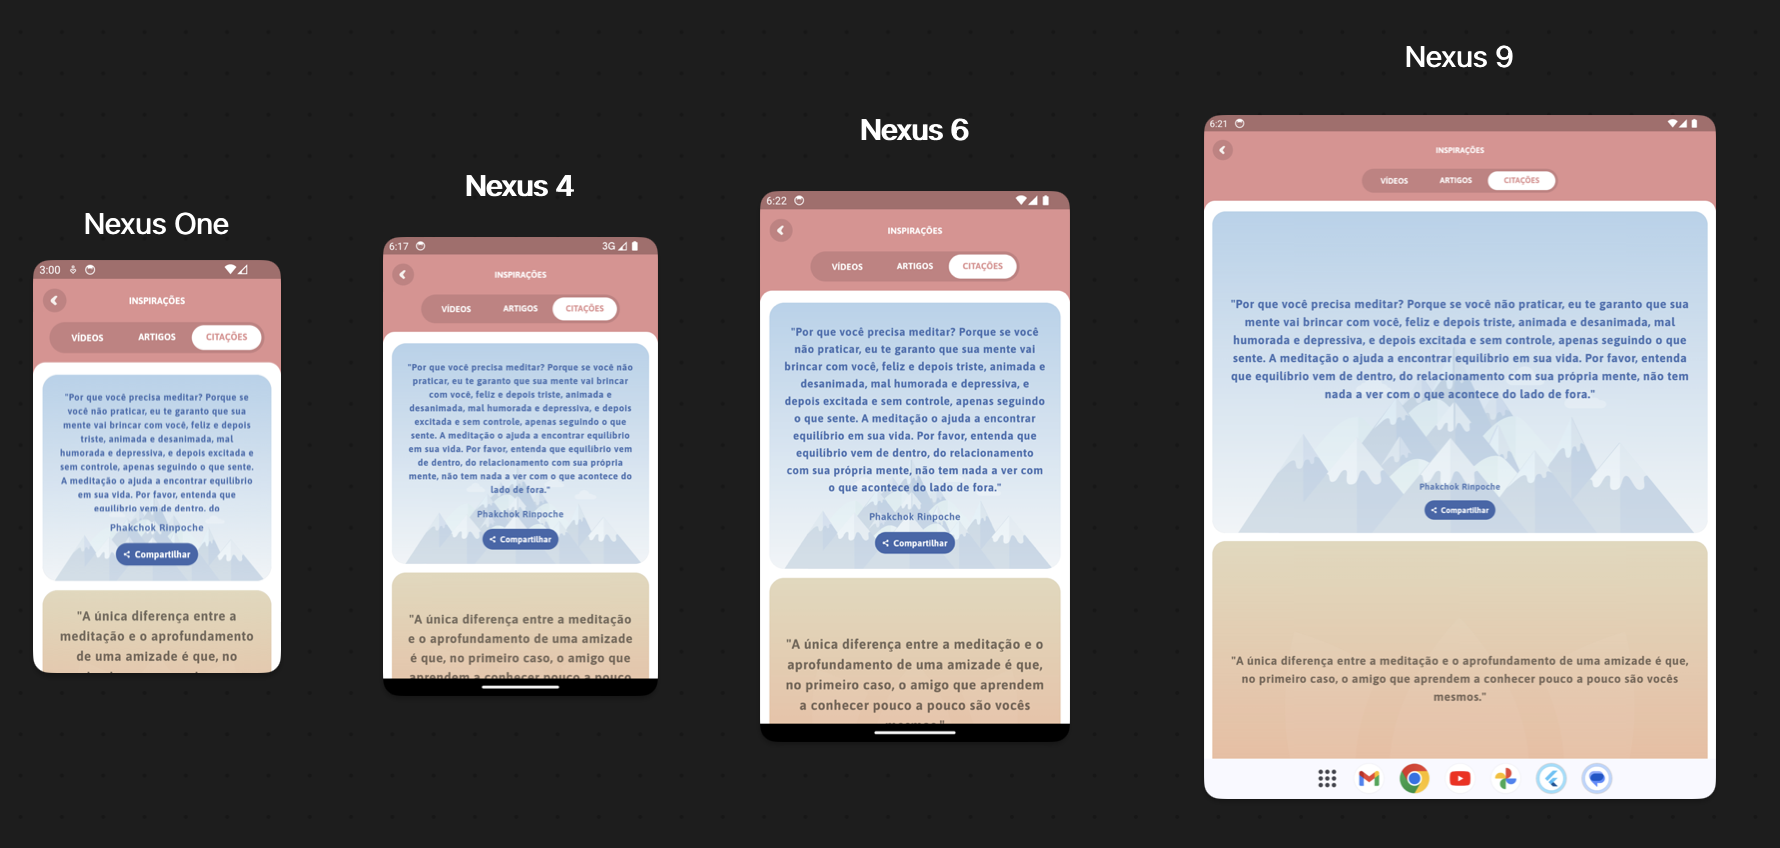 Nexus One
3:00
INSPIRAÇÕES
VÍDEOS ARTIGOS CITAÇÕES
"Por que você precisa meditar? Porque se
você não praticar, eu te garanto que sua
mente vai brincar com você, feliz e depois
triste, animada e desanimada, mal
humorada e depressiva, e depois excitada e
sem controle, apenas seguindo o que sente.
A meditação o ajuda a encontrar equilíbrio
em sua vida. Por favor, entenda que
equilíbrio vem de dentro, do
Phakchok Rinpoche
Compartilhar
"A única diferença entre a
meditação e o aprofundamento
de uma amizade é que, no
Nexus 4
6:17 3G
INSPIRAÇÕES
VÍDEOS ARTIGOS CITAÇÕES
"Por que você precisa meditar? Porque se você não
praticar, eu te garanto que sua mente vai brincar
com você, feliz e depois triste, animada e
desanimada, mal humorada e depressiva, e depois
excitada e sem controle, apenas seguindo o que
sente. A meditação o ajuda a encontrar equilíbrio
em sua vida. Por favor, entenda que equilíbrio vem
de dentro, do relacionamento com sua própria
mente, não tem nada a ver com o que acontece do
lado de fora."
Phakchok Rinpoche
Compartilhar
"A única diferença entre a meditação
e o aprofundamento de uma amizade
é que, no primeiro caso, o amigo que
aprendem a conhecer pouco a pouco
Nexus 6
6:22
INSPIRAÇÕES
VÍDEOS ARTIGOS CITAÇÕES
"Por que você precisa meditar? Porque se você
não praticar, eu te garanto que sua mente vai
brincar com você, feliz e depois triste, animada e
desanimada, mal humorada e depressiva, e
depois excitada e sem controle, apenas seguindo
o que sente. A meditação o ajuda a encontrar
equilíbrio em sua vida. Por favor, entenda que
equilíbrio vem de dentro, do relacionamento
com sua própria mente, não tem nada a ver com
o que acontece do lado de fora."
Phakchok Rinpoche
Compartilhar
"A única diferença entre a meditação e o
aprofundamento de uma amizade é que,
no primeiro caso, o amigo que aprendem
a conhecer pouco a pouco são vocês
mesmos."
Nexus 9
6:21
INSPIRAÇÕES
VÍDEOS ARTIGOS CITAÇÕES
"Por que você precisa meditar? Porque se você não praticar, eu te garanto que sua
mente vai brincar com você, feliz e depois triste, animada e desanimada, mal
humorada e depressiva, e depois excitada e sem controle, apenas seguindo o que
sente. A meditação o ajuda a encontrar equilíbrio em sua vida. Por favor, entenda
que equilíbrio vem de dentro, do relacionamento com sua própria mente, não tem
nada a ver com o que acontece do lado de fora."
Phakchok Rinpoche
Compartilhar
"A única diferença entre a meditação e o aprofundamento de uma amizade é que,
no primeiro caso, o amigo que aprendem a conhecer pouco a pouco são vocês
mesmos."